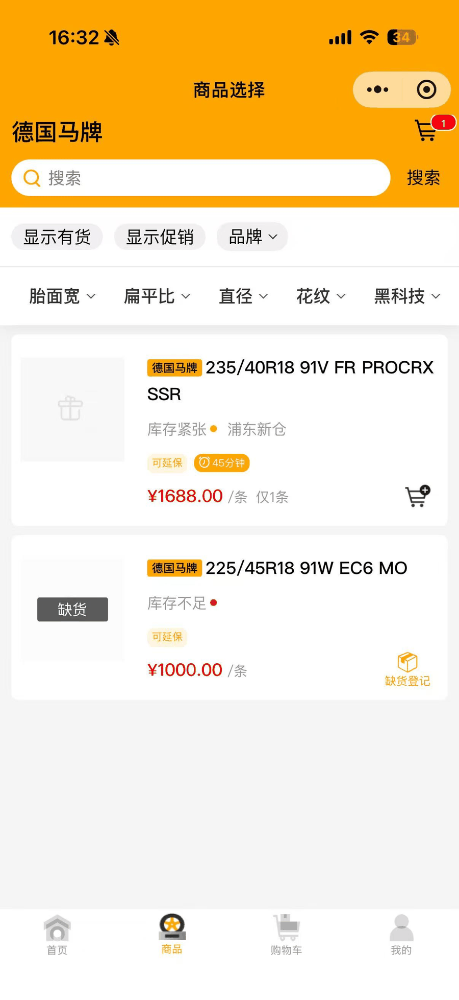 16:32
34
商品选择
德国马牌
1
搜索
搜索
显示有货 显示促销 品牌
胎面宽 扁平比 直径 花纹 黑科技
德国马牌 235/40R18 91V FR PROCRX
SSR
库存紧张 浦东新仓
可延保 45分钟
¥1688.00 /条 仅1条
德国马牌 225/45R18 91W EC6 MO
缺货
库存不足
可延保
¥1000.00 /条
缺货登记
首页 商品 购物车 我的